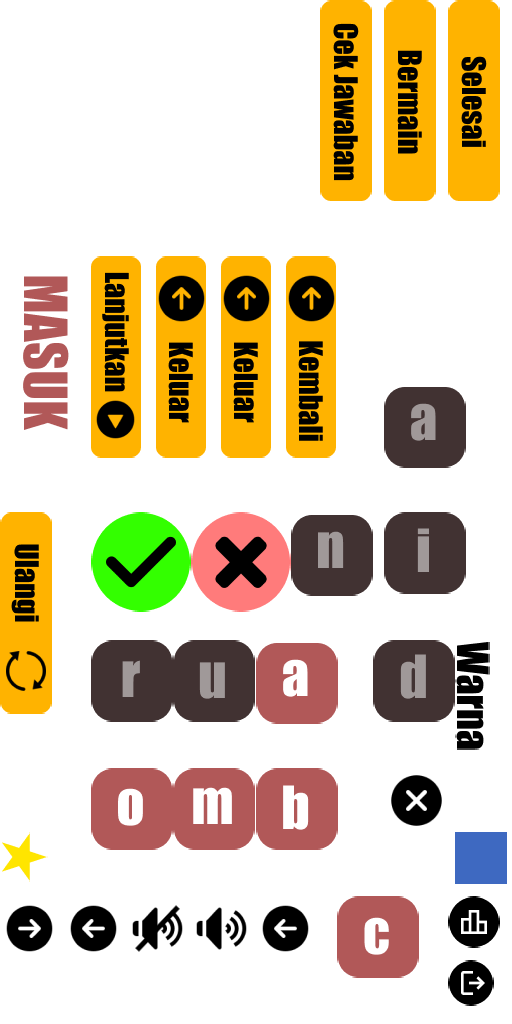 Cek Jawaban
Bermain
Selesai
MASUK
Lanjutkan
Keluar
Keluar
Kembali
a
Ulangi
n
i
r
u
a
d
Warna
o
m
b
c